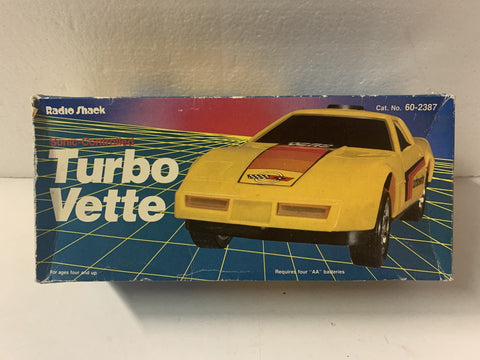 Radio Shack
Cat. No. 60-2387
Sonic-Controlled
Turbo
Vette
For ages four and up
Requires four "AA" batteries